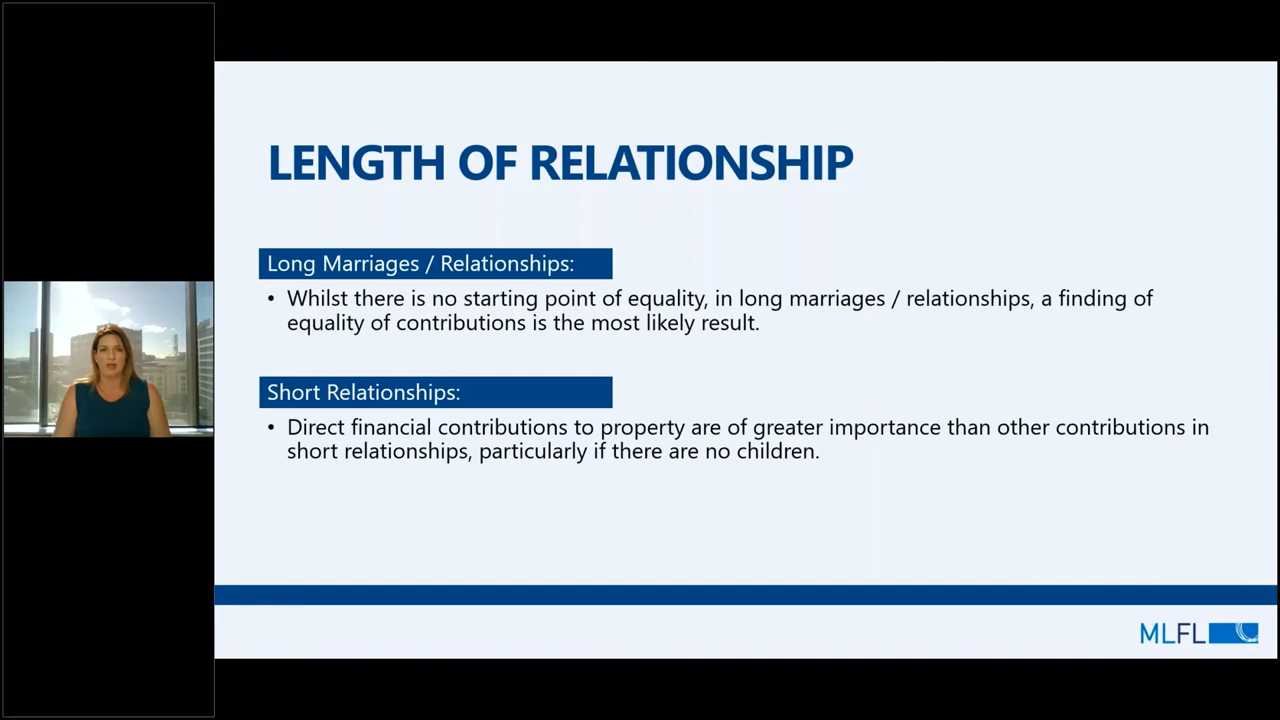 LENGTH OF RELATIONSHIP
Long Marriages / Relationships:
• Whilst there is no starting point of equality, in long marriages / relationships, a finding of
equality of contributions is the most likely result.
Short Relationships:
• Direct financial contributions to property are of greater importance than other contributions in
short relationships, particularly if there are no children.
MLFL